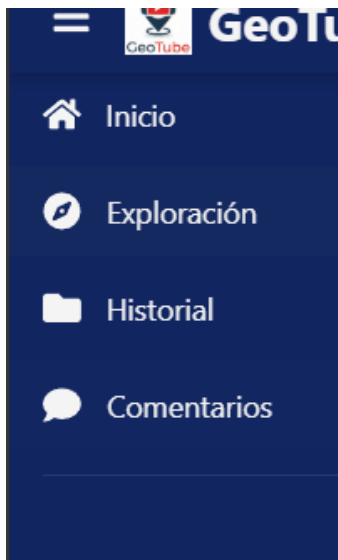 GeoTube GeoTu
Inicio
Exploración
Historial
Comentarios